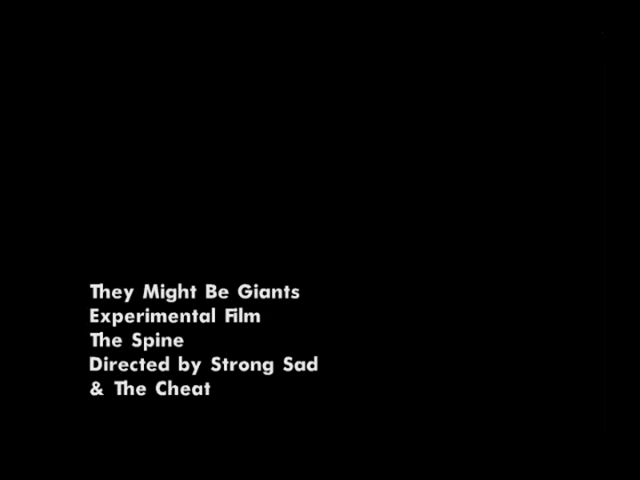 They Might Be Giants
Experimental Film
The Spine
Directed by Strong Sad
& The Cheat